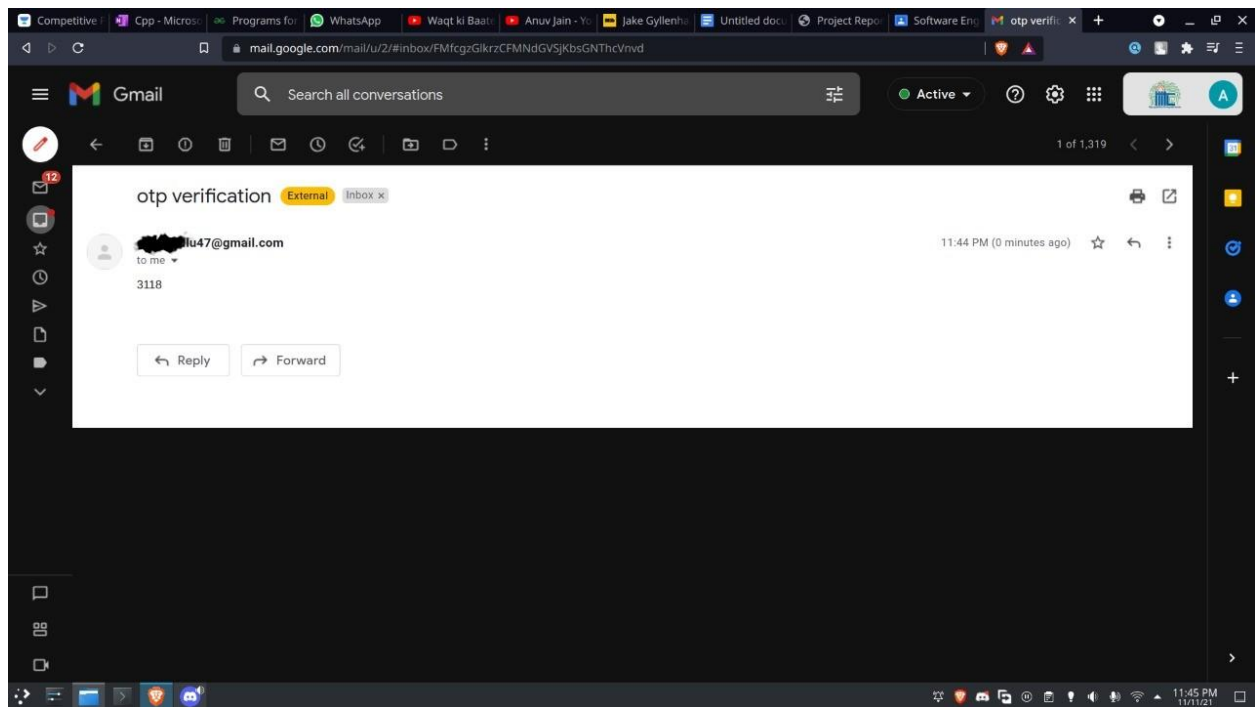 Competitive P
Cpp - Microso
Programs for
WhatsApp
Waqt ki Baate
Anuv Jain - Yo
Jake Gyllenha
Untitled docu
Project Repor
Software Eng
otp verific
mail.google.com/mail/u/2/#inbox/FMfcgzGlkrzCFMNdGVSjKbsGNThcVnvd
Gmail
Search all conversations
Active
A
1 of 1,319
12
otp verification External Inbox x
lu47@gmail.com
11:44 PM (0 minutes ago)
to me
3118
Reply
Forward
11:45 PM
11/11/21